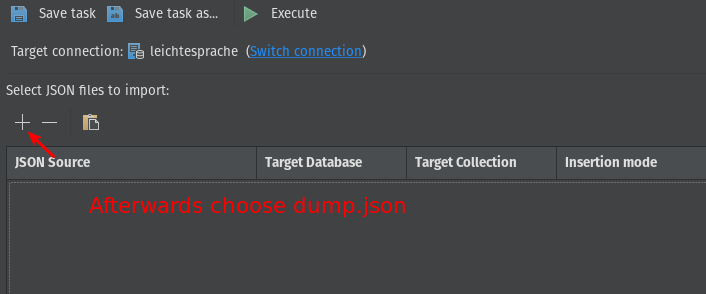 Save task Save task as... Execute
Target connection: leichtesprache (Switch connection)
Select JSON files to import:
JSON Source Target Database Target Collection Insertion mode
Afterwards choose dump.json